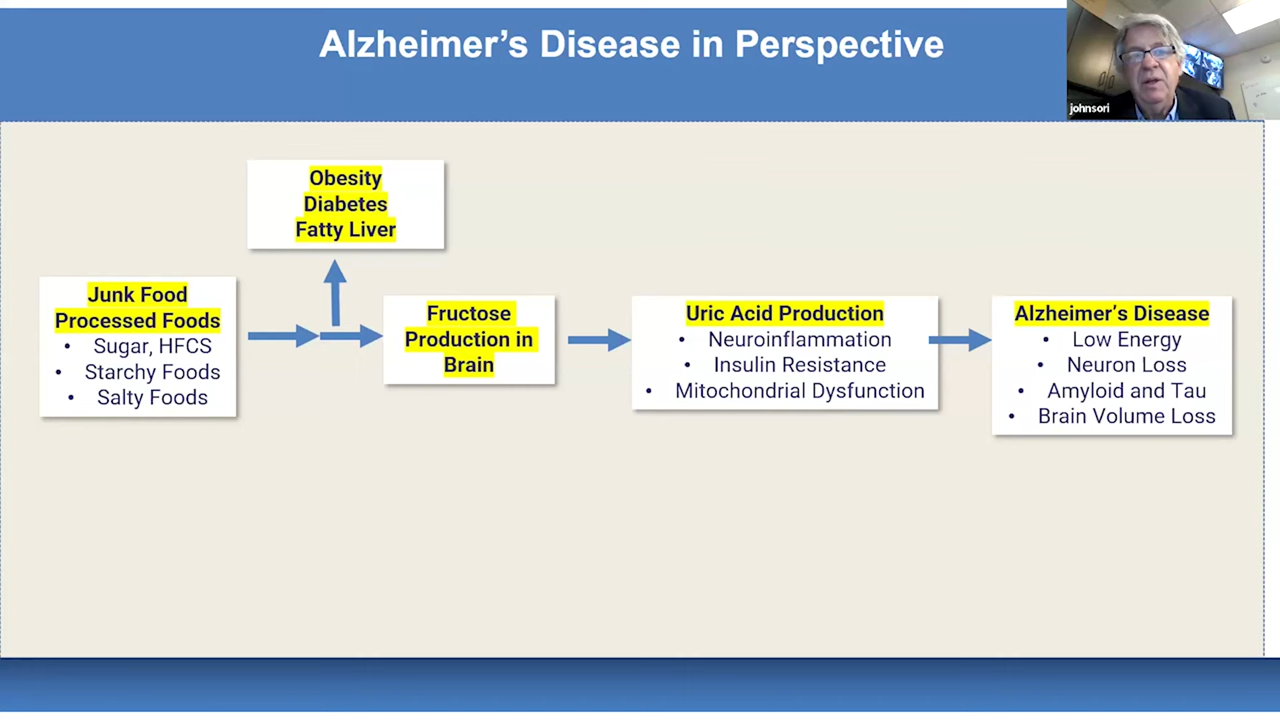 Alzheimer's Disease in Perspective
johnsori
Obesity
Diabetes
Fatty Liver
Junk Food
Processed Foods
• Sugar, HFCS
• Starchy Foods
• Salty Foods
Fructose
Production in
Brain
Uric Acid Production
• Neuroinflammation
• Insulin Resistance
• Mitochondrial Dysfunction
Alzheimer's Disease
• Low Energy
• Neuron Loss
• Amyloid and Tau
• Brain Volume Loss